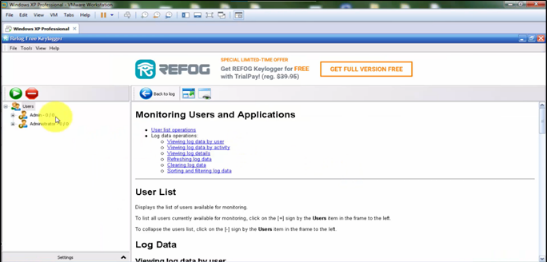 Windows XP Professional - VMware Workstation
File Edit View VM Tabs Help
Windows XP Professional
Refog Free Keylogger
File Tools View Help
REFOG
SPECIAL LIMITED-TIME OFFER
Get REFOG Keylogger for FREE
with TrialPay! (reg. $39.95)
GET FULL VERSION FREE
Back to log
Users
Monitoring Users and Applications
User list operations
Log data operations:
Viewing log data by user
Viewing log data by activity
Viewing log details
Refreshing log data
Clearing log data
Sorting and filtering log data
User List
Displays the list of users available for monitoring.
To list all users currently available for monitoring, click on the [+] sign by the Users item in the frame to the left.
To collapse the users list, click on the [-] sign by the Users item in the frame to the left.
Log Data
Viewing log data by user
Settings